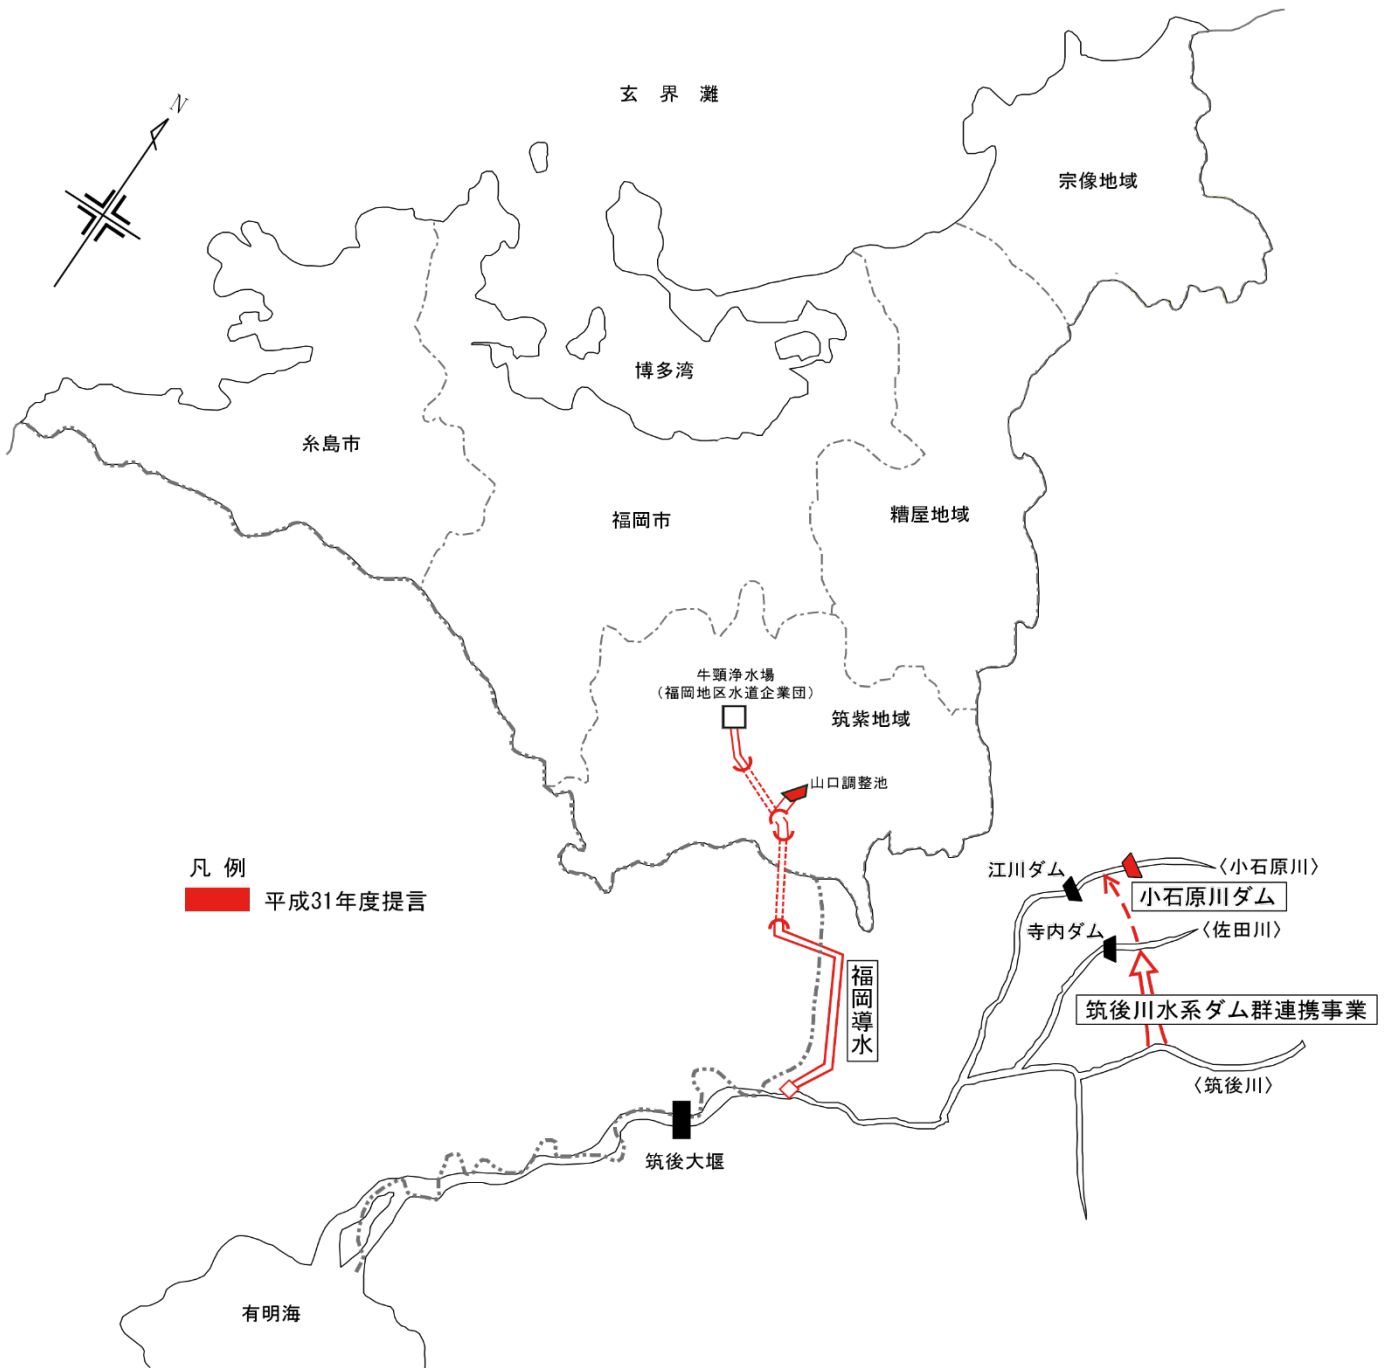 N
玄界灘
宗像地域
博多湾
糸島市
福岡市
糟屋地域
牛頸浄水場
（福岡地区水道企業団）
筑紫地域
山口調整池
凡例
平成31年度提言
江川ダム
〈小石原川〉
小石原川ダム
寺内ダム
〈佐田川〉
福岡導水
筑後川水系ダム群連携事業
〈筑後川〉
筑後大堰
有明海